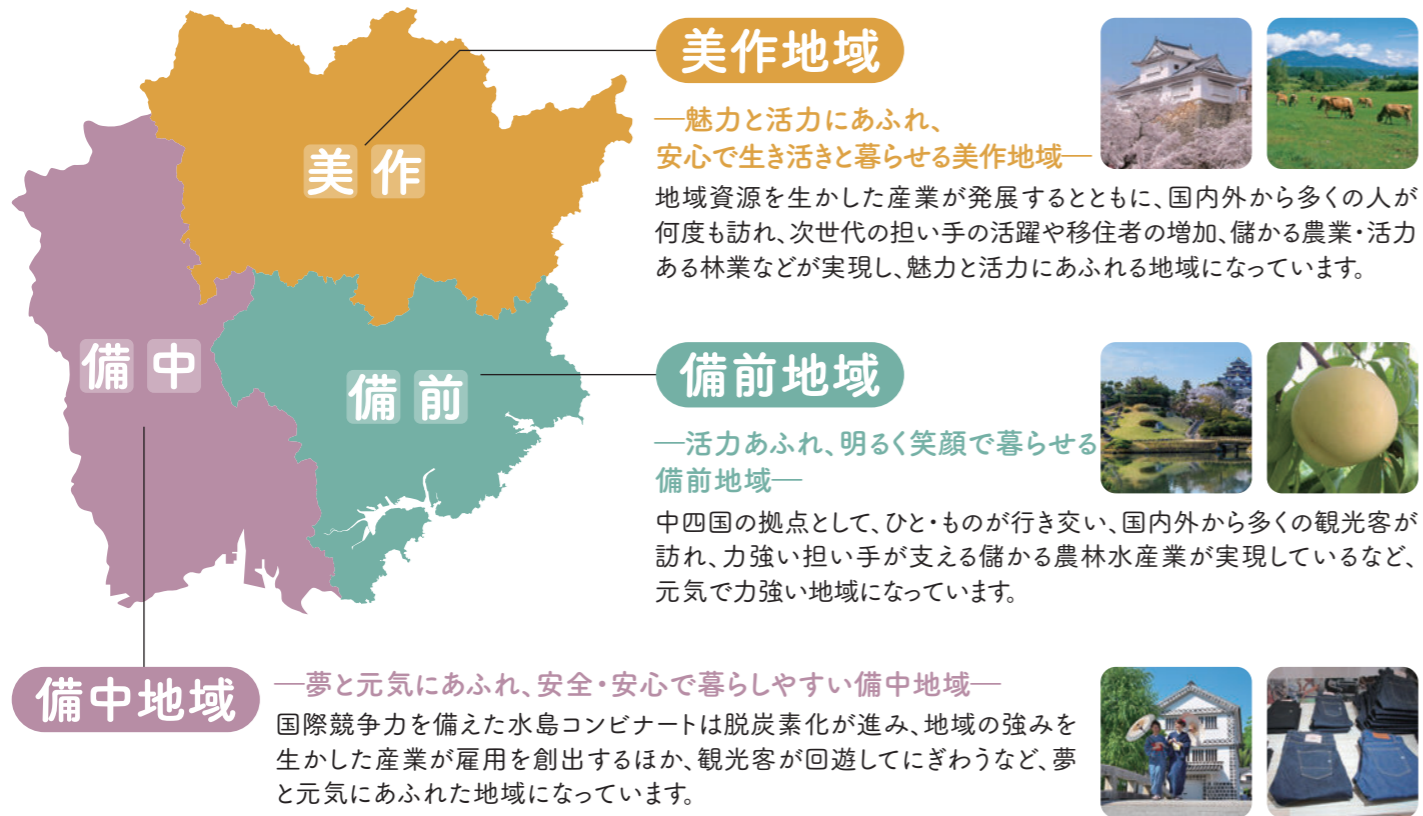 美作
備中
備前
美作地域
―魅力と活力にあふれ、
安心で生き活きと暮らせる美作地域―
地域資源を生かした産業が発展するとともに、国内外から多くの人が
何度も訪れ、次世代の担い手の活躍や移住者の増加、儲かる農業・活力
ある林業などが実現し、魅力と活力にあふれる地域になっています。
備前地域
―活力あふれ、明るく笑顔で暮らせる
備前地域―
中四国の拠点として、ひと・ものが行き交い、国内外から多くの観光客が
訪れ、力強い担い手が支える儲かる農林水産業が実現しているなど、
元気で力強い地域になっています。
備中地域
―夢と元気にあふれ、安全・安心で暮らしやすい備中地域―
国際競争力を備えた水島コンビナートは脱炭素化が進み、地域の強みを
生かした産業が雇用を創出するほか、観光客が回遊してにぎわうなど、夢
と元気にあふれた地域になっています。